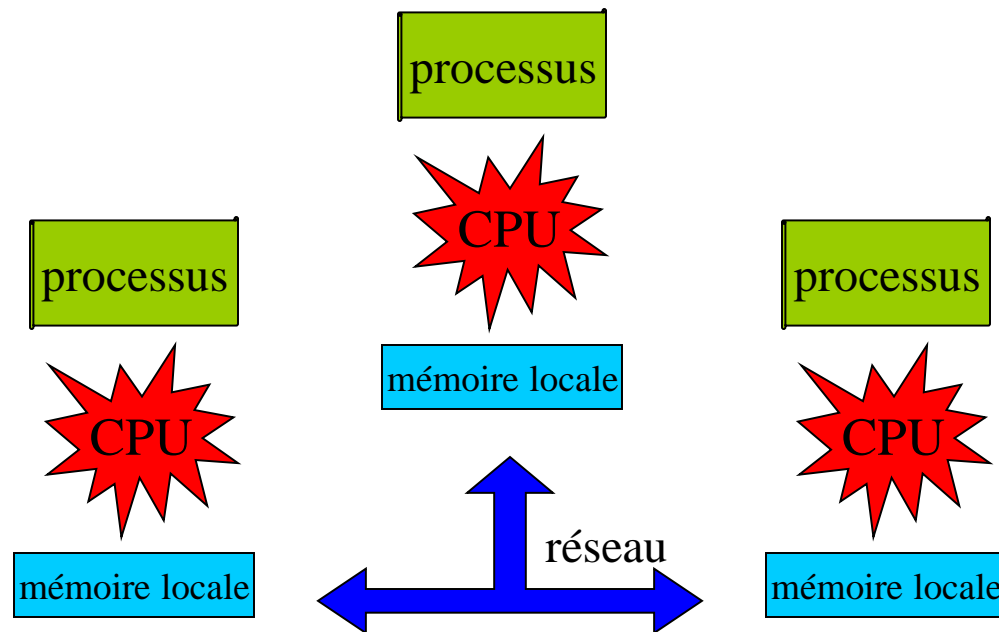 processus
CPU
mémoire locale
processus
CPU
mémoire locale
processus
CPU
mémoire locale
réseau